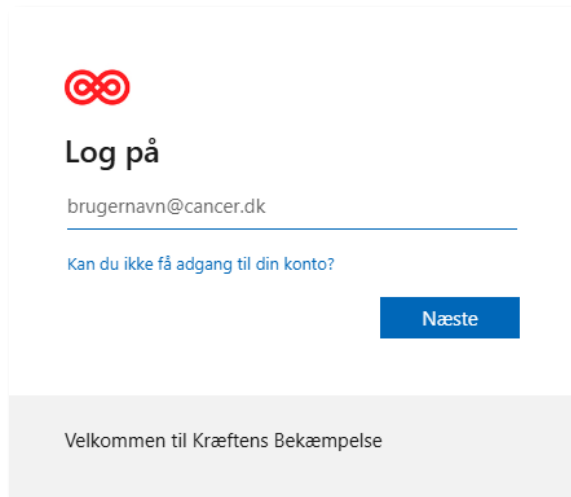 Log på
brugernavn@cancer.dk
Kan du ikke få adgang til din konto?
Næste
Velkommen til Kræftens Bekæmpelse